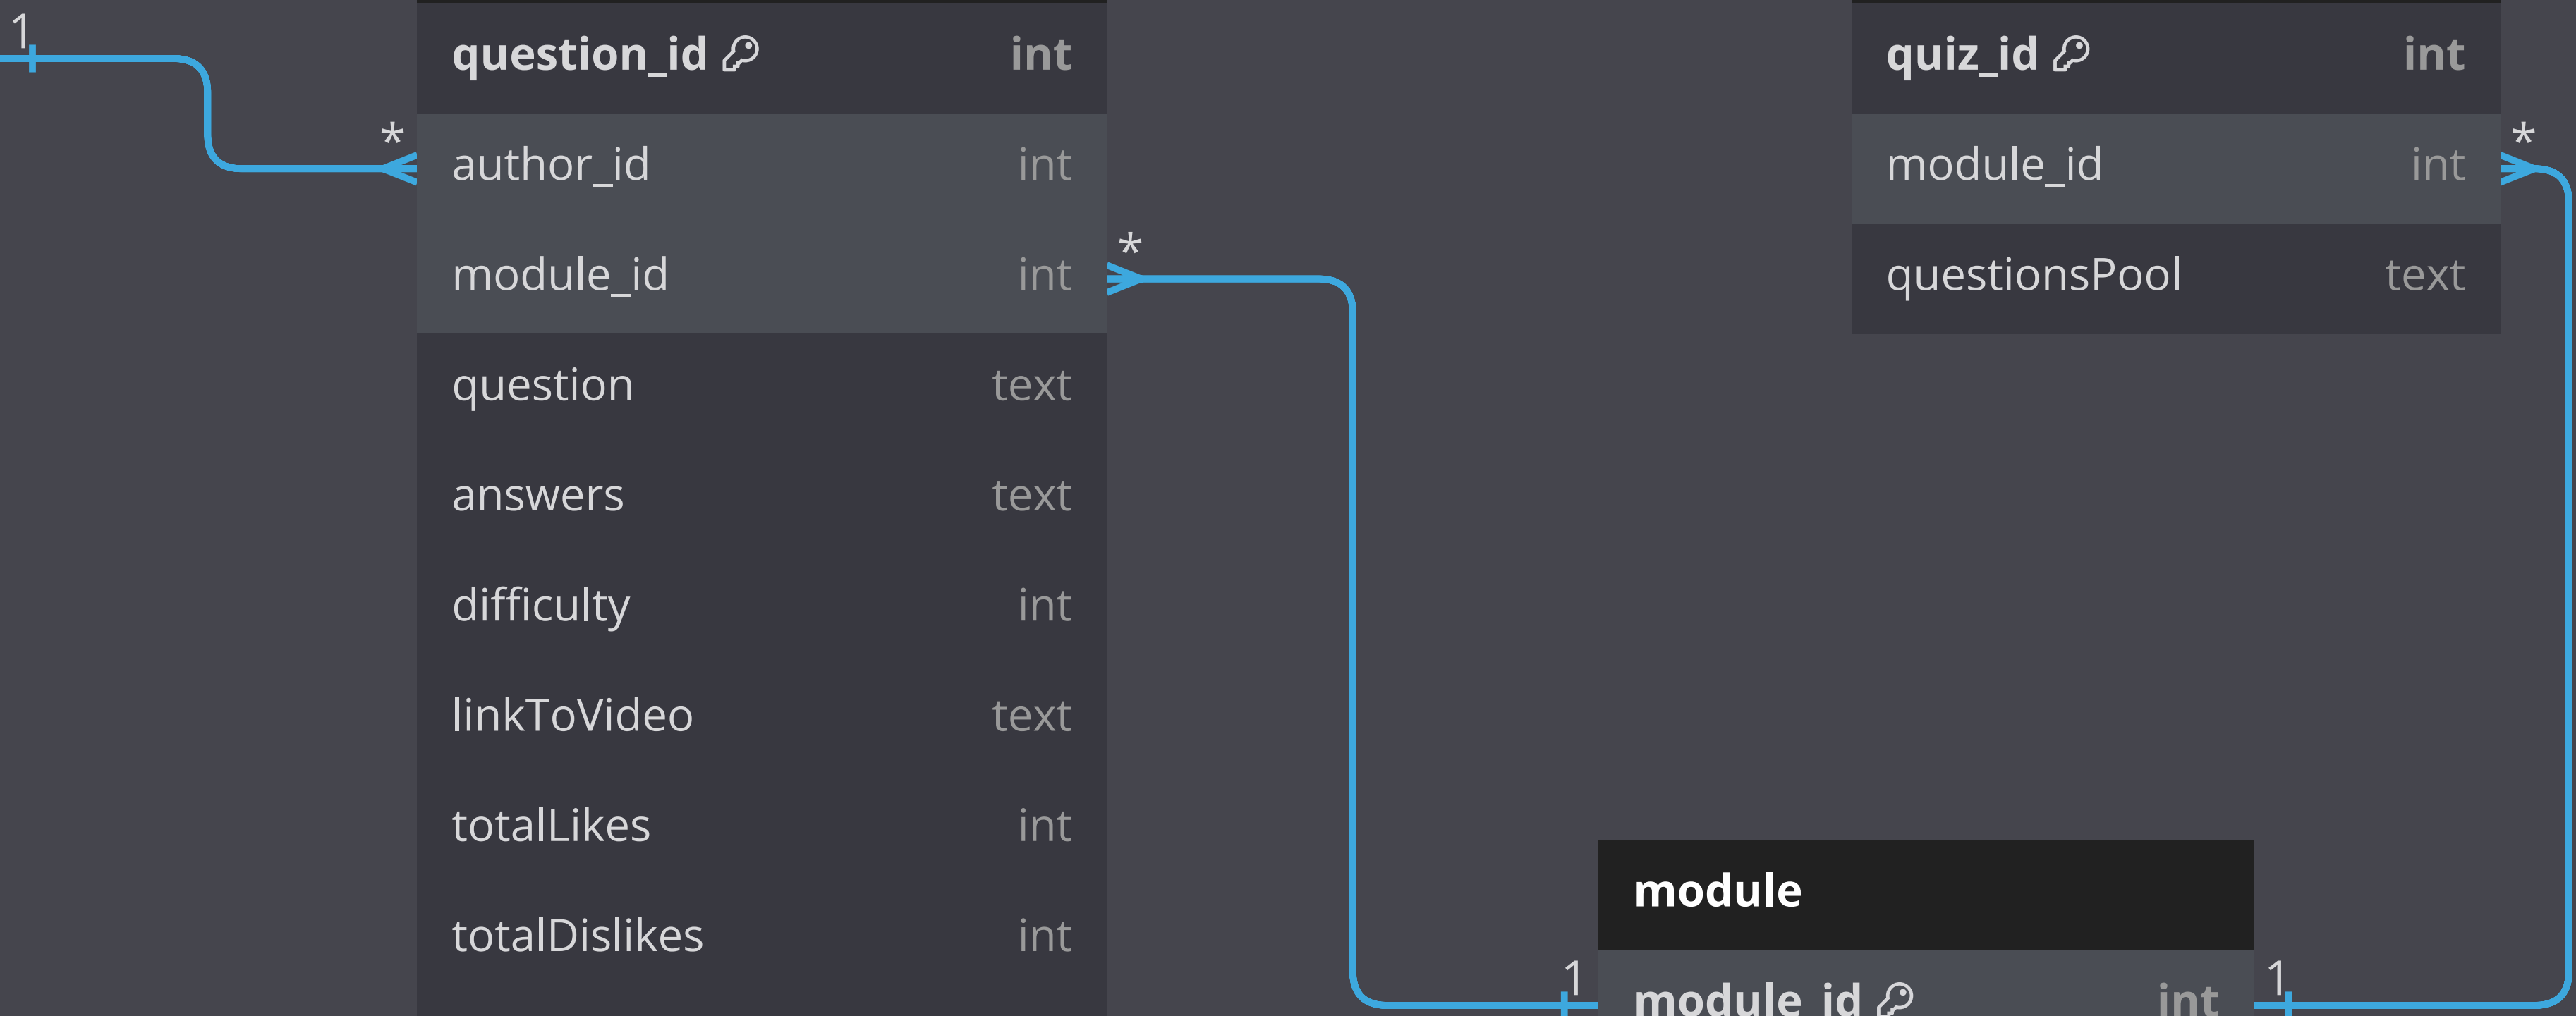 1
question_id int
*
author_id int
*
module_id int
question text
answers text
difficulty int
linkToVideo text
totalLikes int
totalDislikes int
quiz_id int
*
module_id int
questionsPool text
module
1
module_id int
1